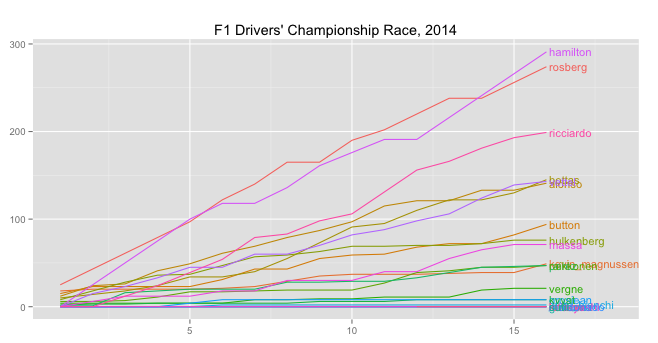 F1 Drivers' Championship Race, 2014
300
hamilton
rosberg
200
ricciardo
bottas
alonso
100
button
hulkenberg
massa
kevin_magnussen
vergne
0
5
10
15